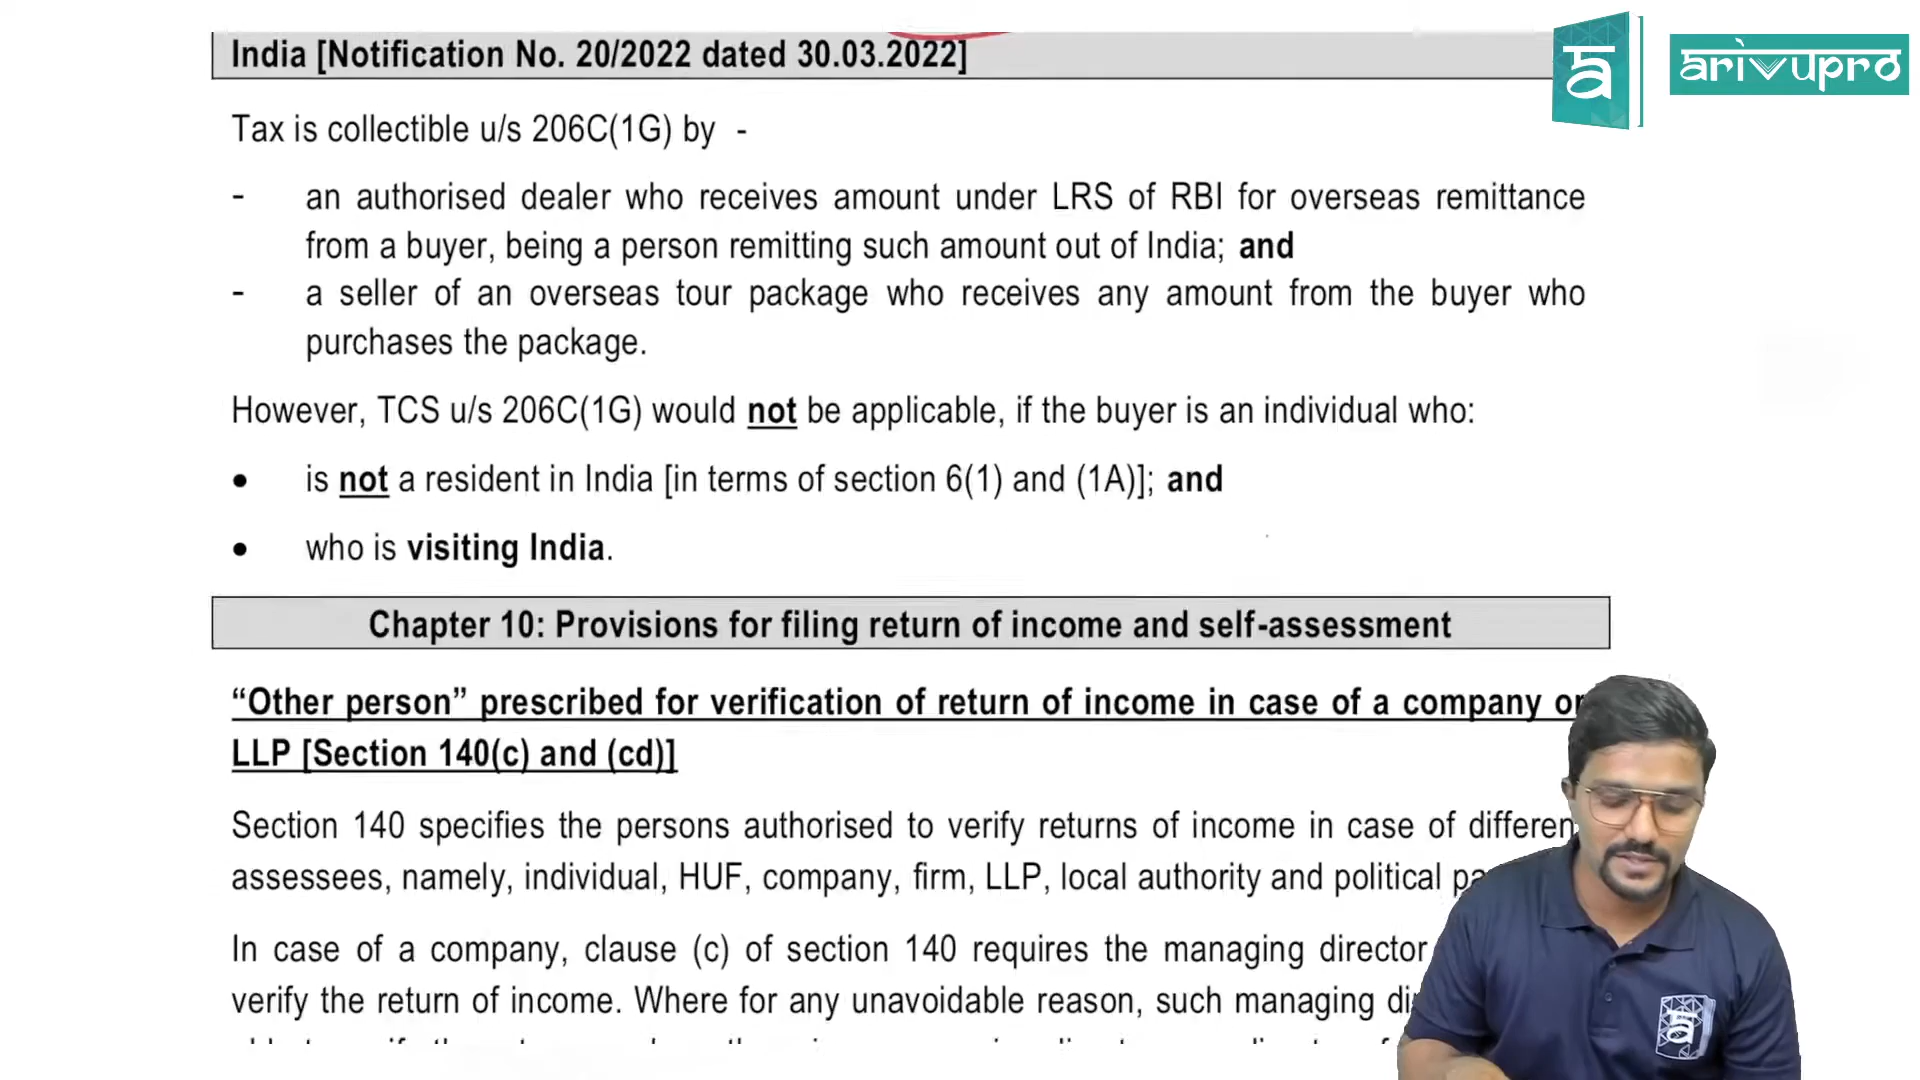 India [Notification No. 20/2022 dated 30.03.2022]
arivupro
Tax is collectible u/s 206C(1G) by -
- an authorised dealer who receives amount under LRS of RBI for overseas remittance
from a buyer, being a person remitting such amount out of India; and
- a seller of an overseas tour package who receives any amount from the buyer who
purchases the package.
However, TCS u/s 206C(1G) would not be applicable, if the buyer is an individual who:
• is not a resident in India [in terms of section 6(1) and (1A)]; and
• who is visiting India.
Chapter 10: Provisions for filing return of income and self-assessment
“Other person” prescribed for verification of return of income in case of a company or
LLP [Section 140(c) and (cd)]
Section 140 specifies the persons authorised to verify returns of income in case of differen
assessees, namely, individual, HUF, company, firm, LLP, local authority and political pa
In case of a company, clause (c) of section 140 requires the managing director
verify the return of income. Where for any unavoidable reason, such managing di